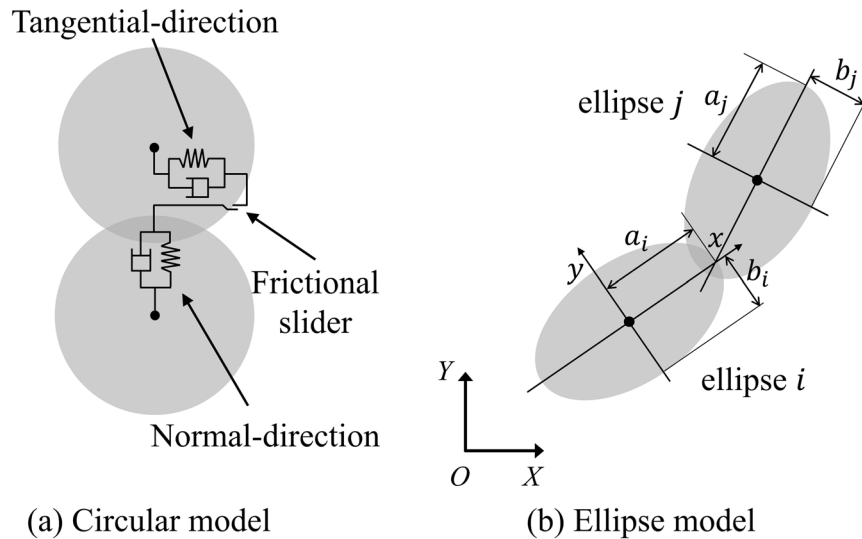 Tangential-direction
Frictional
slider
Normal-direction
(a) Circular model
ellipse j
a_j
b_j
a_i
x
y
b_i
ellipse i
Y
O
X
(b) Ellipse model